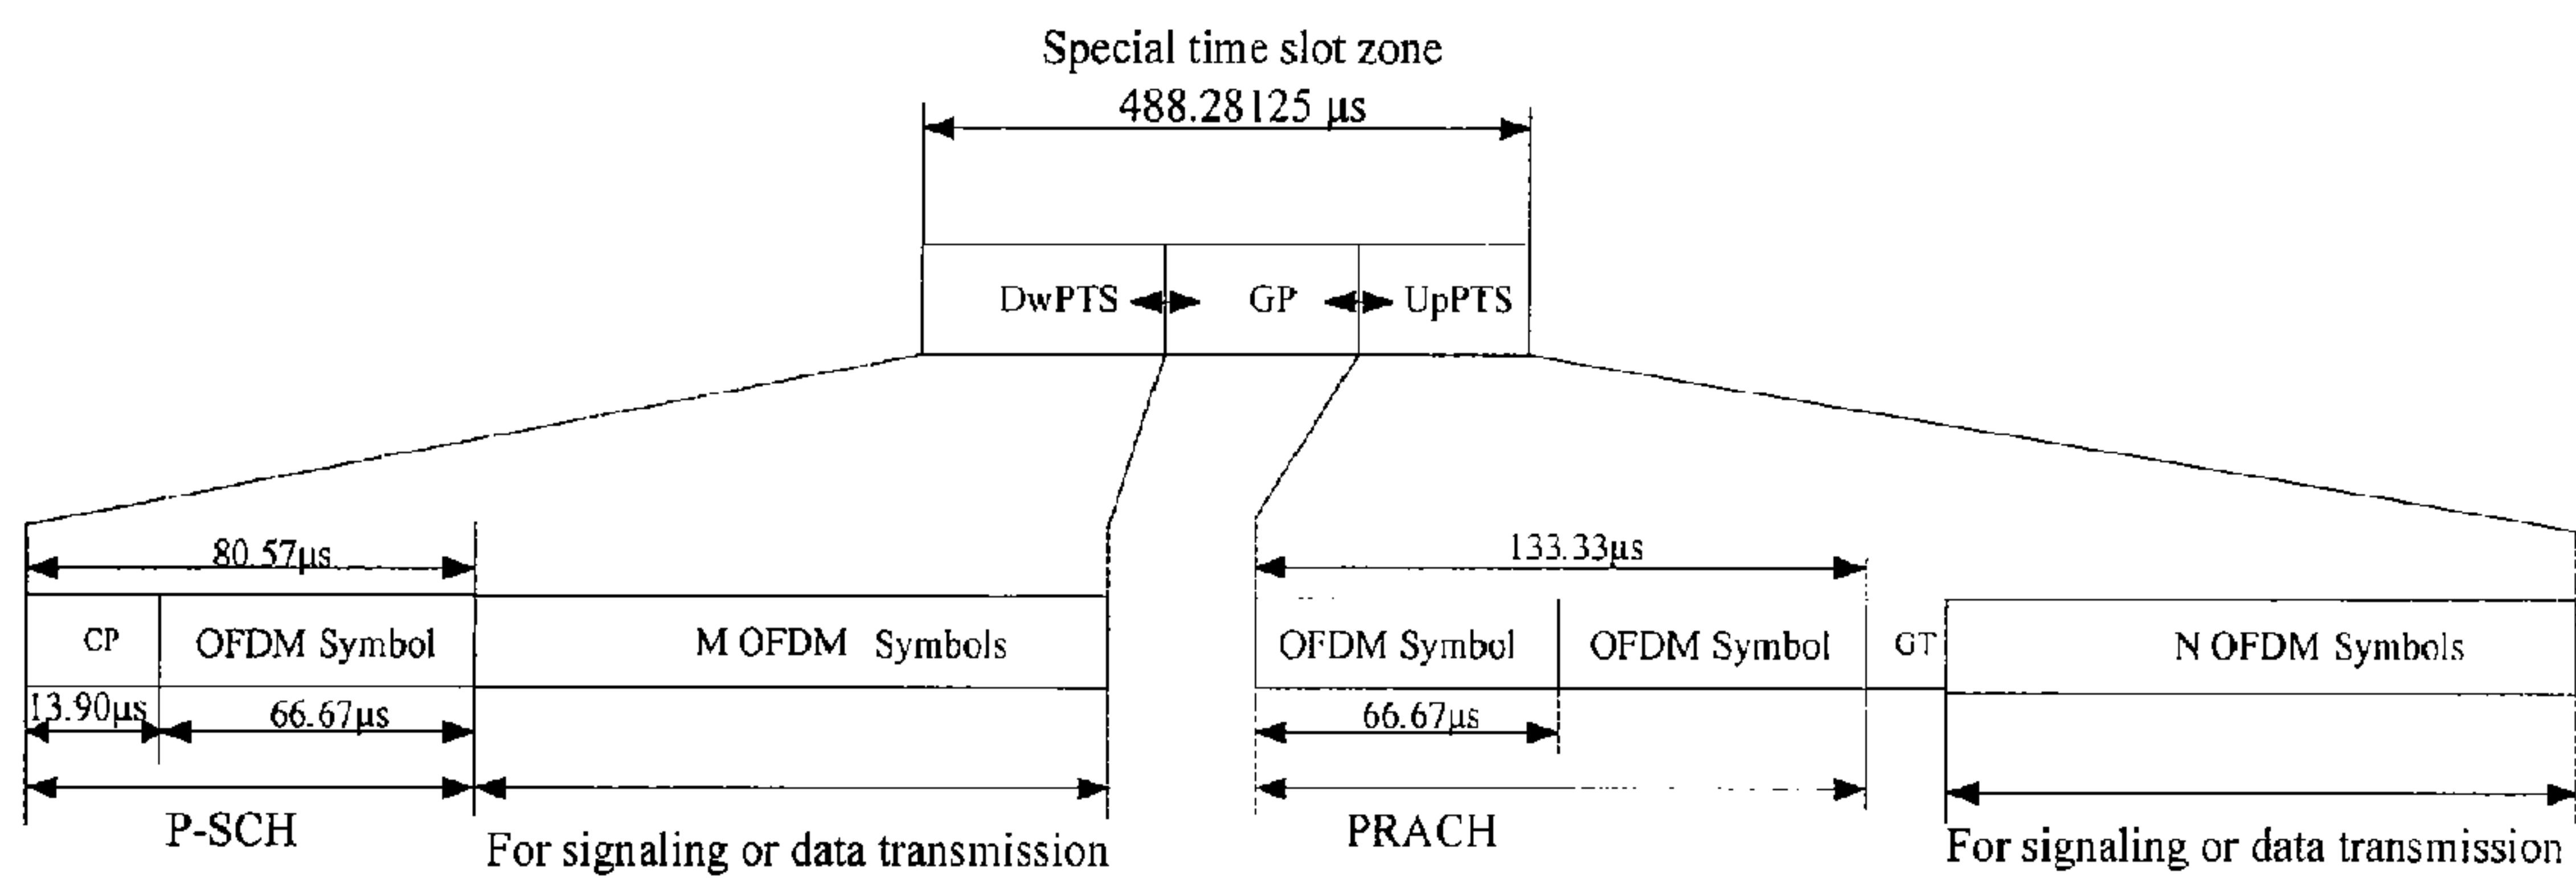 Special time slot zone
488.28125 μs
DwPTS GP UpPTS
80.57μs 133.33μs
CP OFDM Symbol M OFDM Symbols OFDM Symbol OFDM Symbol GT N OFDM Symbols
13.90μs 66.67μs 66.67μs
P-SCH For signaling or data transmission PRACH For signaling or data transmission